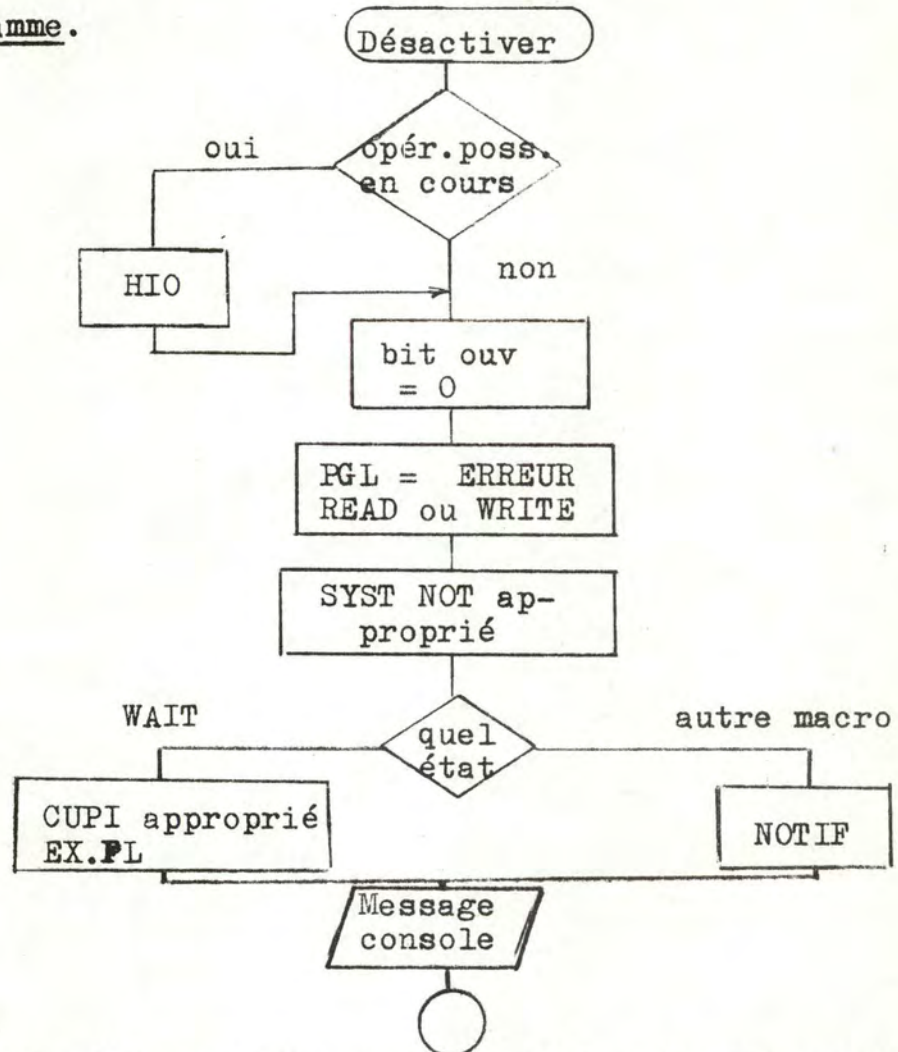 amme.
Désactiver
opér.poss.
en cours
oui
non
HIO
bit ouv
= 0
PGL = ERREUR
READ ou WRITE
SYST NOT ap-
proprié
WAIT
quel
état
autre macro
CUPI approprié
EX.PL
NOTIF
Message
console